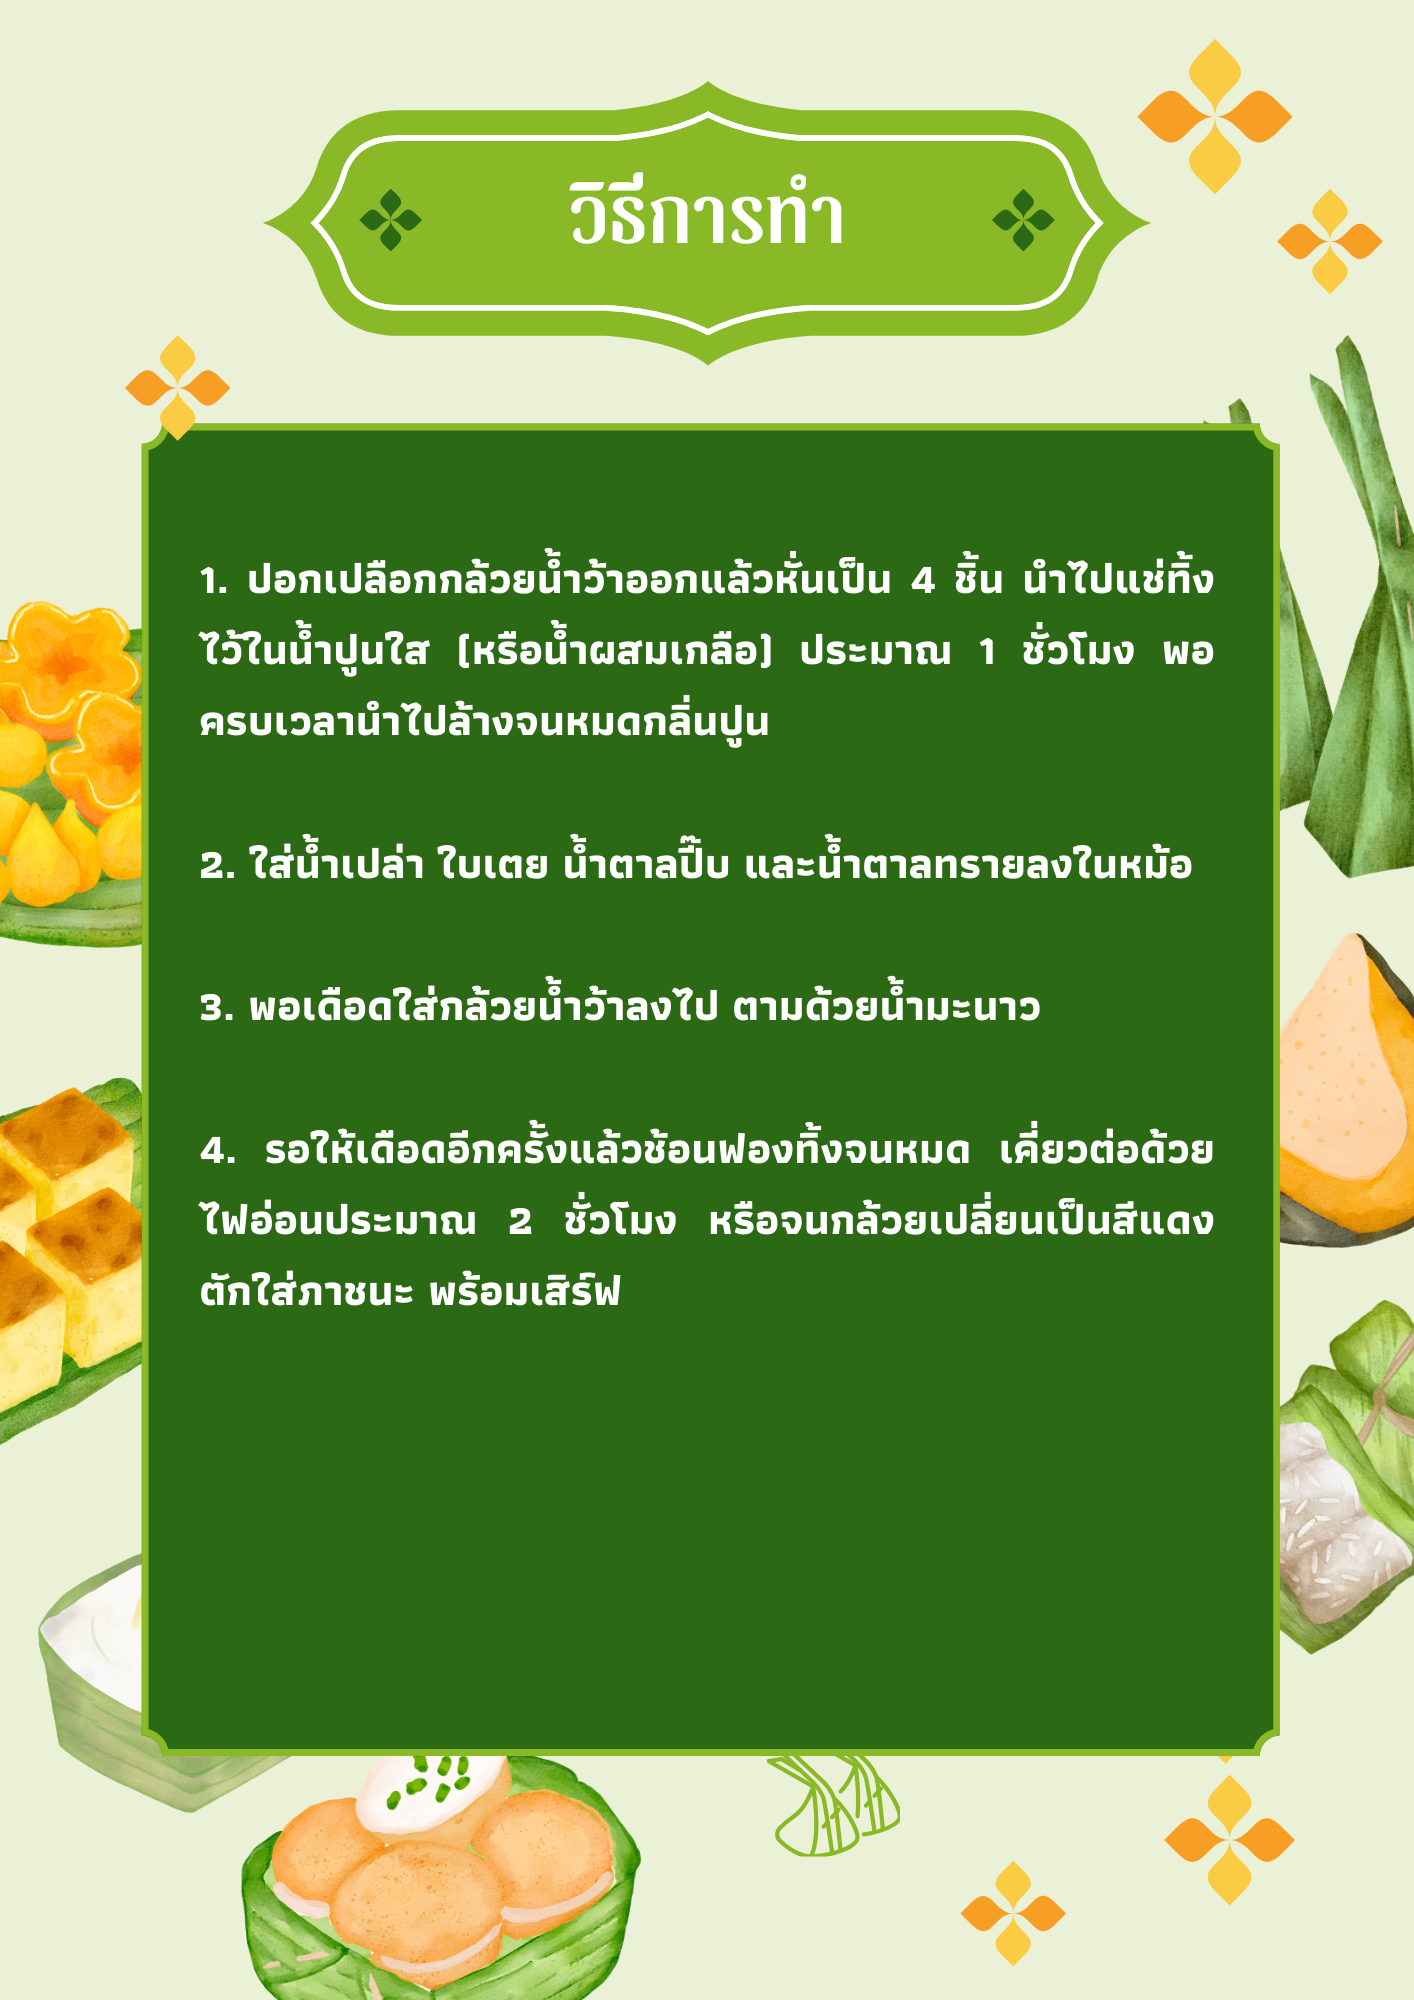 วิธีการทำ
1. ปอกเปลือกกล้วยน้ำว้าออกแล้วหั่นเป็น 4 ชิ้น นำไปแช่ทิ้ง
ไว้ในน้ำปูนใส (หรือน้ำผสมเกลือ) ประมาณ 1 ชั่วโมง พอ
ครบเวลานำไปล้างจนหมดกลิ่นปูน
2. ใส่น้ำเปล่า ใบเตย น้ำตาลปี๊บ และน้ำตาลทรายลงในหม้อ
3. พอเดือดใส่กล้วยน้ำว้าลงไป ตามด้วยน้ำมะนาว
4. รอให้เดือดอีกครั้งแล้วช้อนฟองทิ้งจนหมด เคี่ยวต่อด้วย
ไฟอ่อนประมาณ 2 ชั่วโมง หรือจนกล้วยเปลี่ยนเป็นสีแดง
ตักใส่ภาชนะ พร้อมเสิร์ฟ